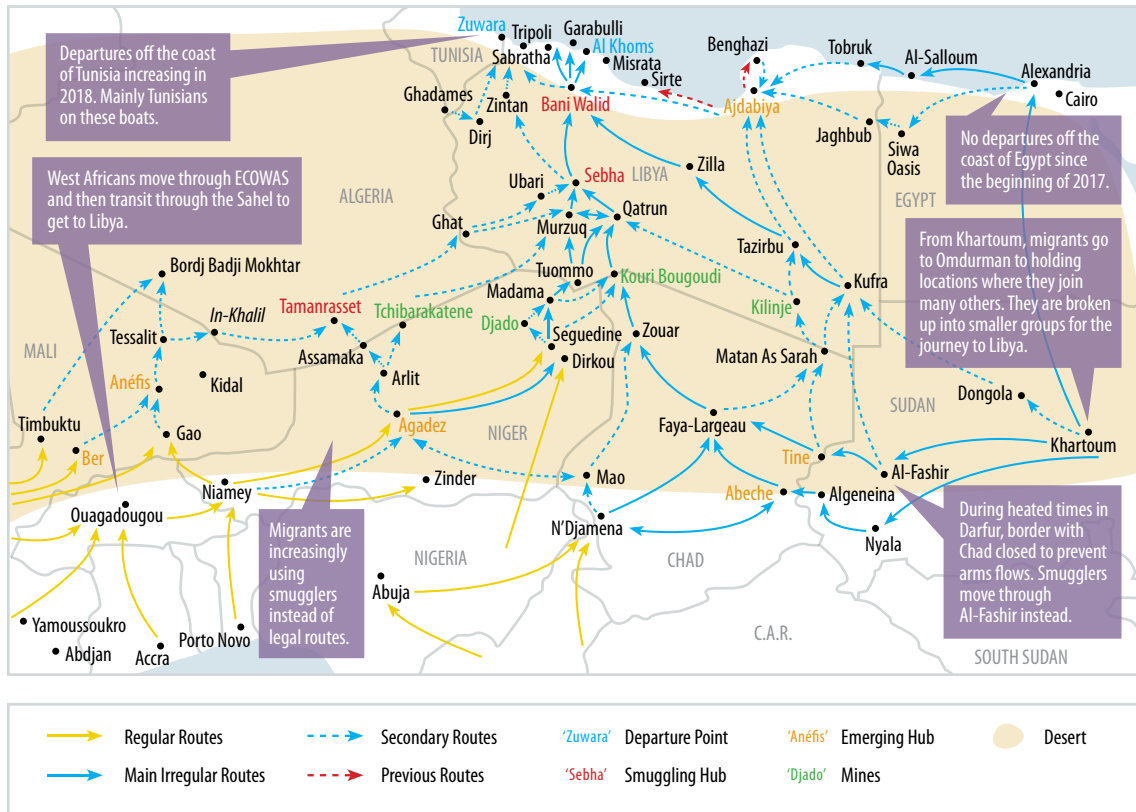 Zuwara
Tripoli
Garabulli
Al Khoms
Sabratha
Misrata
Sirte
Benghazi
Tobruk
Al-Salloum
Alexandria
Cairo
Departures off the coast
of Tunisia increasing in
2018. Mainly Tunisians
on these boats.
TUNISIA
Ghadames
Zintan
Dirj
Bani Walid
Ajdabiya
Jaghbub
Siwa
Oasis
No departures off the
coast of Egypt since
the beginning of 2017.
West Africans move through ECOWAS
and then transit through the Sahel to
get to Libya.
ALGERIA
Ubari
Sebha
LIBYA
Zilla
EGYPT
Ghat
Murzuq
Qatrun
Tazirbu
From Khartoum, migrants go
to Omdurman to holding
locations where they join
many others. They are broken
up into smaller groups for the
journey to Libya.
Bordj Badji Mokhtar
Tuommo
Kouri Bougoudi
Kufra
Tamanrasset
Tchibarakatene
Madama
Kilinje
In-Khalil
Djado
Tessalit
Assamaka
Seguedine
Zouar
MALI
Dirkou
Matan As Sarah
Anéfis
Kidal
Arlit
Dongola
SUDAN
Timbuktu
Gao
Agadez
NIGER
Faya-Largeau
Khartoum
Ber
Tine
Al-Fashir
Niamey
Zinder
Mao
Abeche
Algeneina
Ouagadougou
N'Djamena
Nyala
Migrants are
increasingly
using
smugglers
instead of
legal routes.
NIGERIA
CHAD
During heated times in
Darfur, border with
Chad closed to prevent
arms flows. Smugglers
move through
Al-Fashir instead.
Abuja
Yamoussoukro
Abdjan
Accra
Porto Novo
C.A.R.
SOUTH SUDAN
Regular Routes
Secondary Routes
'Zuwara' Departure Point
'Anéfis' Emerging Hub
Desert
Main Irregular Routes
Previous Routes
'Sebha' Smuggling Hub
'Djado' Mines